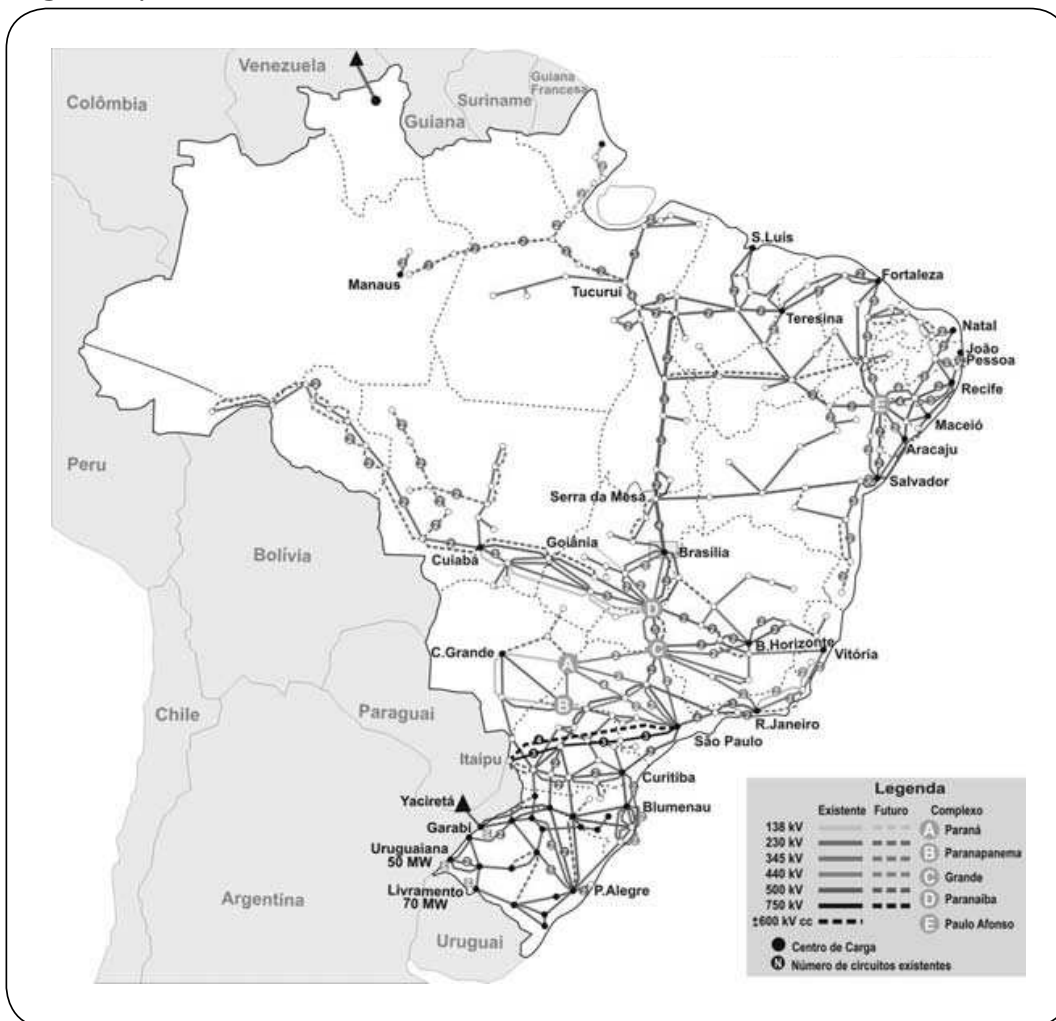 Venezuela
Guiana
Francesa
Colômbia
Suriname
Guiana
S.Luis
Manaus
Tucuruí
Fortaleza
Teresina
Natal
João
Pessoa
Recife
E
Maceió
Aracaju
Peru
Salvador
Serra da Mesa
Goiânia
Brasília
Bolívia
Cuiabá
D
B.Horizonte
C
C.Grande
A
Vitória
B
Chile
Paraguai
R.Janeiro
São Paulo
Itaipu
Curitiba
Yaciretá
Blumenau
Garabi
Uruguaiana
50 MW
Livramento
70 MW
P.Alegre
Argentina
Uruguai
Legenda
Existente Futuro Complexo
138 kV A Paraná
230 kV
345 kV B Paranapanema
440 kV C Grande
500 kV D Paranaíba
750 kV
±600 kV cc E Paulo Afonso
Centro de Carga
N Número de circuitos existentes